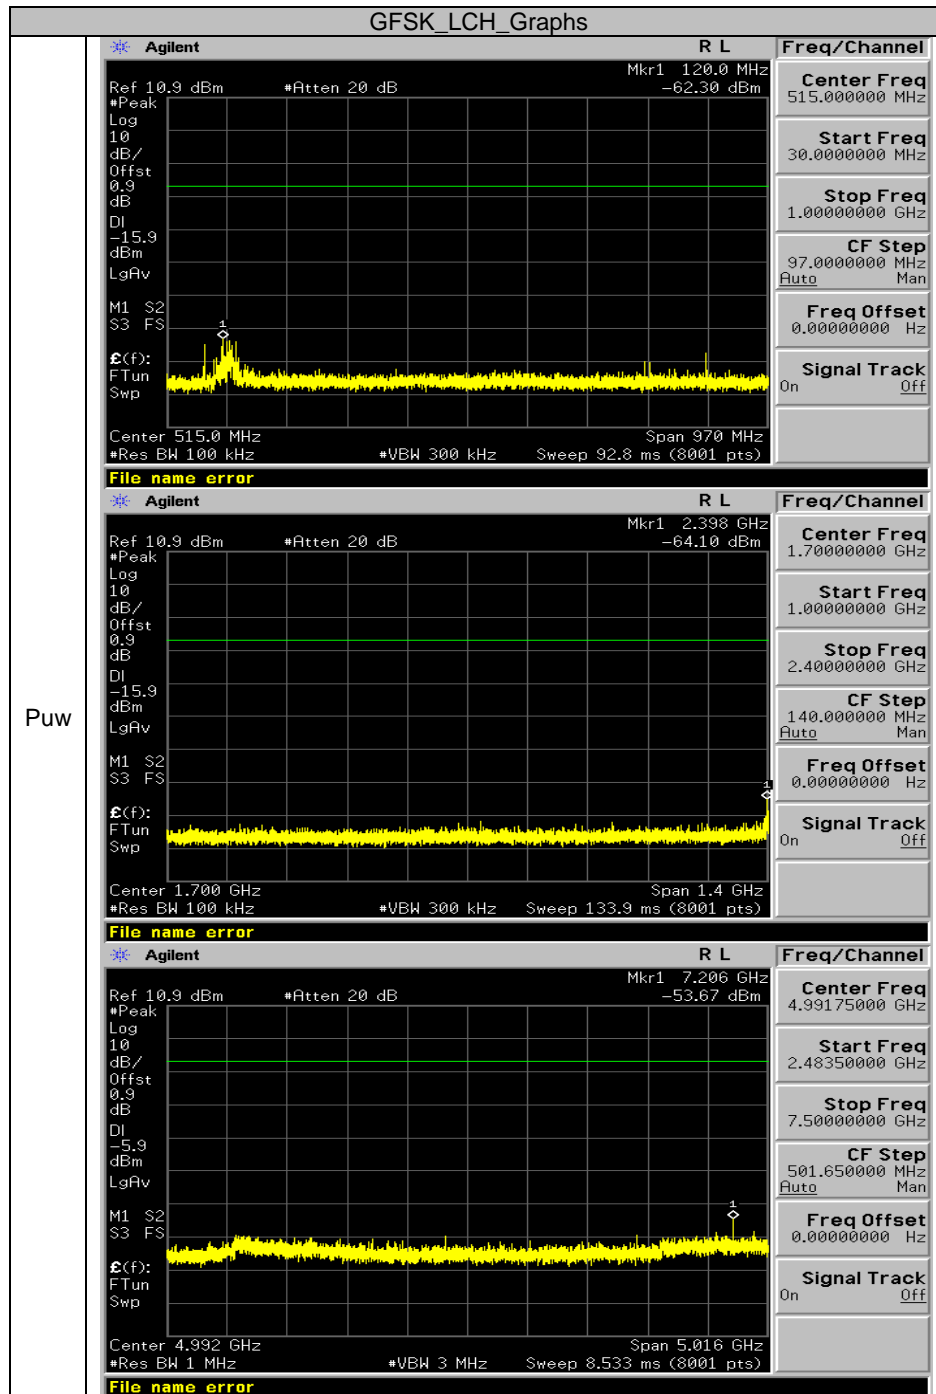 GFSK_LCH_Graphs
Puw
Agilent R L Freq/Channel
Mkr1 120.0 MHz
Ref 10.9 dBm #Atten 20 dB -62.30 dBm
#Peak
Log
10
dB/
Offst
0.9
dB
DI
-15.9
dBm
LgAv
M1 S2
S3 FS
1
£(f):
FTun
Swp
Center 515.0 MHz Span 970 MHz
#Res BW 100 kHz #VBW 300 kHz Sweep 92.8 ms (8001 pts)
File name error
Center Freq
515.000000 MHz
Start Freq
30.0000000 MHz
Stop Freq
1.00000000 GHz
CF Step
97.0000000 MHz
Auto Man
Freq Offset
0.00000000 Hz
Signal Track
On Off
Agilent R L Freq/Channel
Mkr1 2.398 GHz
Ref 10.9 dBm #Atten 20 dB -64.10 dBm
#Peak
Log
10
dB/
Offst
0.9
dB
DI
-15.9
dBm
LgAv
M1 S2
S3 FS
1
£(f):
FTun
Swp
Center 1.700 GHz Span 1.4 GHz
#Res BW 100 kHz #VBW 300 kHz Sweep 133.9 ms (8001 pts)
File name error
Center Freq
1.70000000 GHz
Start Freq
1.00000000 GHz
Stop Freq
2.40000000 GHz
CF Step
140.000000 MHz
Auto Man
Freq Offset
0.00000000 Hz
Signal Track
On Off
Agilent R L Freq/Channel
Mkr1 7.206 GHz
Ref 10.9 dBm #Atten 20 dB -53.67 dBm
#Peak
Log
10
dB/
Offst
0.9
dB
DI
-5.9
dBm
LgAv
M1 S2
S3 FS
1
£(f):
FTun
Swp
Center 4.992 GHz Span 5.016 GHz
#Res BW 1 MHz #VBW 3 MHz Sweep 8.533 ms (8001 pts)
File name error
Center Freq
4.99175000 GHz
Start Freq
2.48350000 GHz
Stop Freq
7.50000000 GHz
CF Step
501.650000 MHz
Auto Man
Freq Offset
0.00000000 Hz
Signal Track
On Off